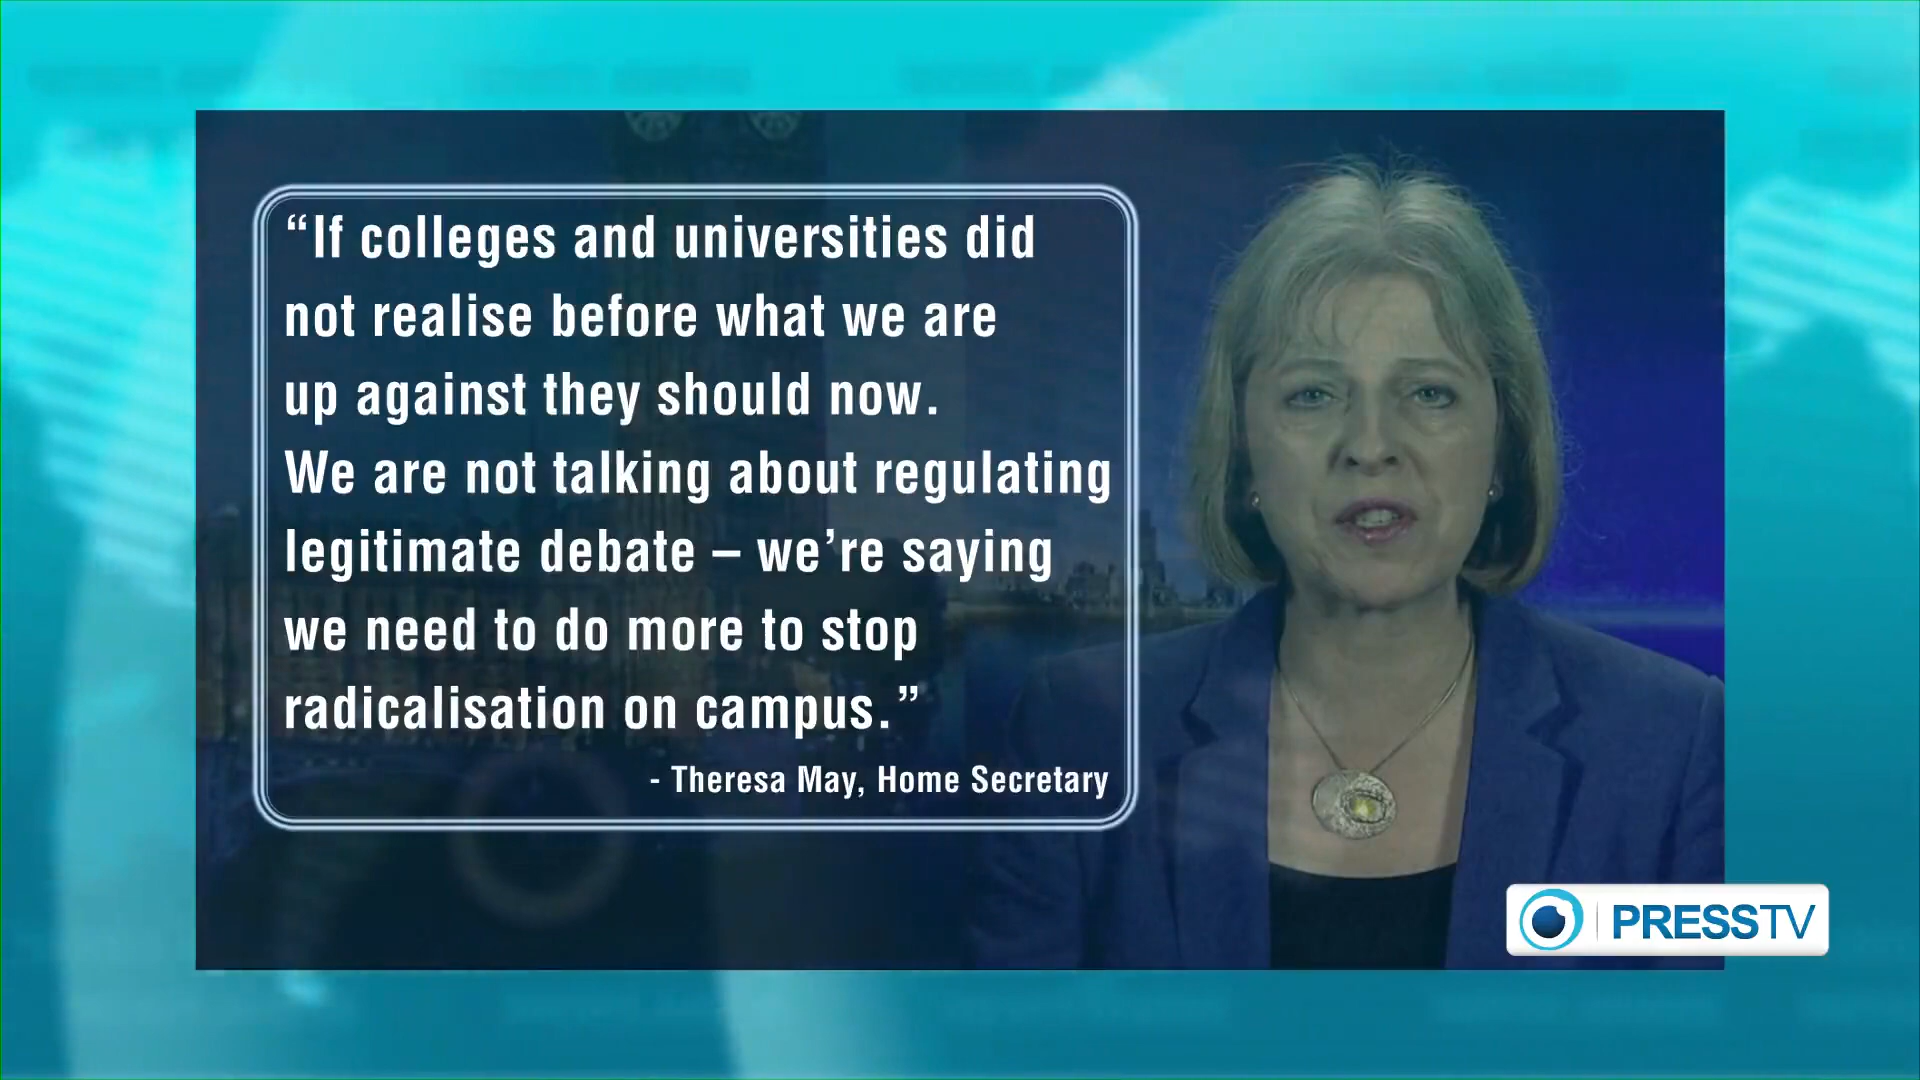 “If colleges and universities did
not realise before what we are
up against they should now.
We are not talking about regulating
legitimate debate – we’re saying
we need to do more to stop
radicalisation on campus.”
- Theresa May, Home Secretary
PRESSTV